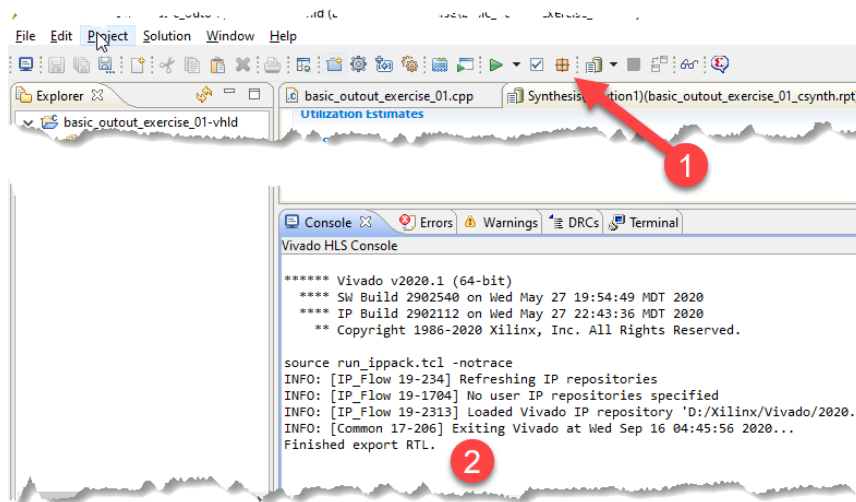 File Edit Project Solution Window Help
Explorer
basic_outout_exercise_01.cpp
(basic_outout_exercise_01_csynth.rpt)
basic_outout_exercise_01-vhld
Utilization Estimates
1
Console Errors Warnings DRCs Terminal
Vivado HLS Console
****** Vivado v2020.1 (64-bit)
**** SW Build 2902540 on Wed May 27 19:54:49 MDT 2020
**** IP Build 2902112 on Wed May 27 22:43:36 MDT 2020
** Copyright 1986-2020 Xilinx, Inc. All Rights Reserved.
source run_ippack.tcl -notrace
INFO: [IP_Flow 19-234] Refreshing IP repositories
INFO: [IP_Flow 19-1704] No user IP repositories specified
INFO: [IP_Flow 19-2313] Loaded Vivado IP repository 'D:/Xilinx/Vivado/2020.
INFO: [Common 17-206] Exiting Vivado at Wed Sep 16 04:45:56 2020...
Finished export RTL.
2